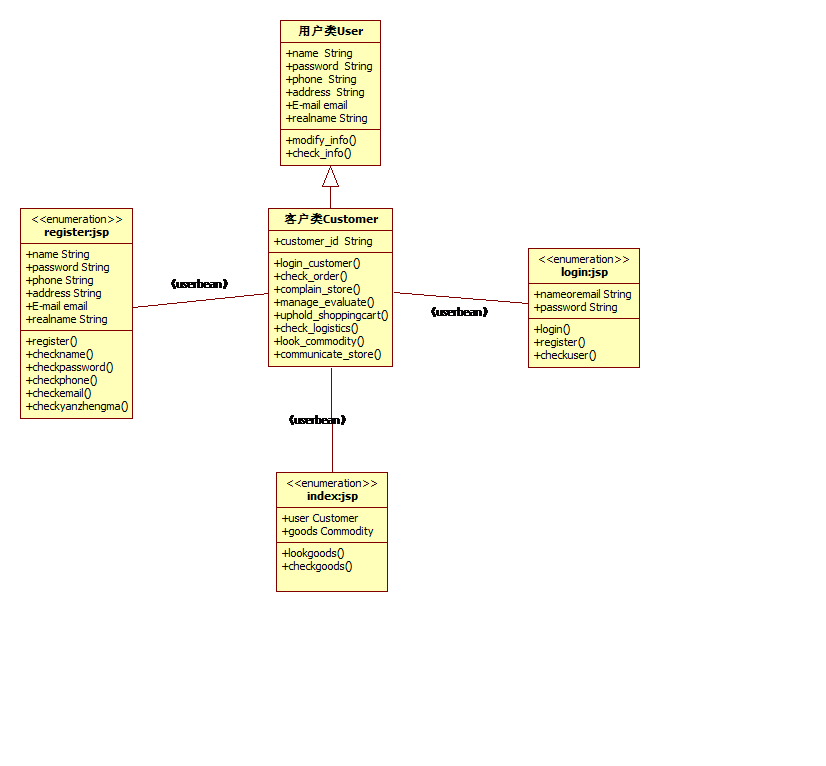 用户类User
+name String
+password String
+phone String
+address String
+E-mail email
+realname String
+modify_info()
+check_info()
<<enumeration>>
register:jsp
+name String
+password String
+phone String
+address String
+E-mail email
+realname String
+register()
+checkname()
+checkpassword()
+checkphone()
+checkemail()
+checkyanzhengma()
《userbean》
客户类Customer
+customer_id String
+login_customer()
+check_order()
+complain_store()
+manage_evaluate()
+uphold_shoppingcart()
+check_logistics()
+look_commodity()
+communicate_store()
《userbean》
<<enumeration>>
login:jsp
+nameoremail String
+password String
+login()
+register()
+checkuser()
《userbean》
<<enumeration>>
index:jsp
+user Customer
+goods Commodity
+lookgoods()
+checkgoods()